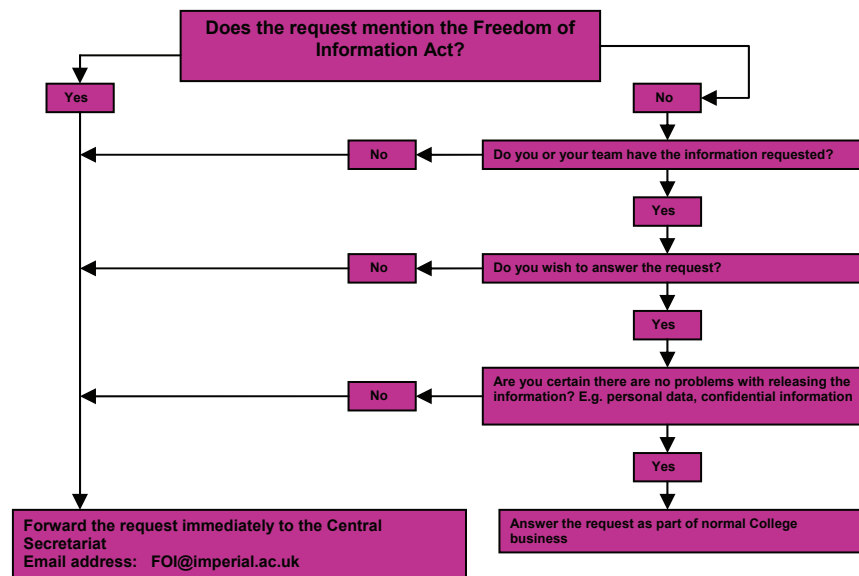 Does the request mention the Freedom of
Information Act?
Yes
No
No
Do you or your team have the information requested?
Yes
No
Do you wish to answer the request?
Yes
No
Are you certain there are no problems with releasing the
information? E.g. personal data, confidential information
Yes
Forward the request immediately to the Central
Secretariat
Email address: FOI@imperial.ac.uk
Answer the request as part of normal College
business